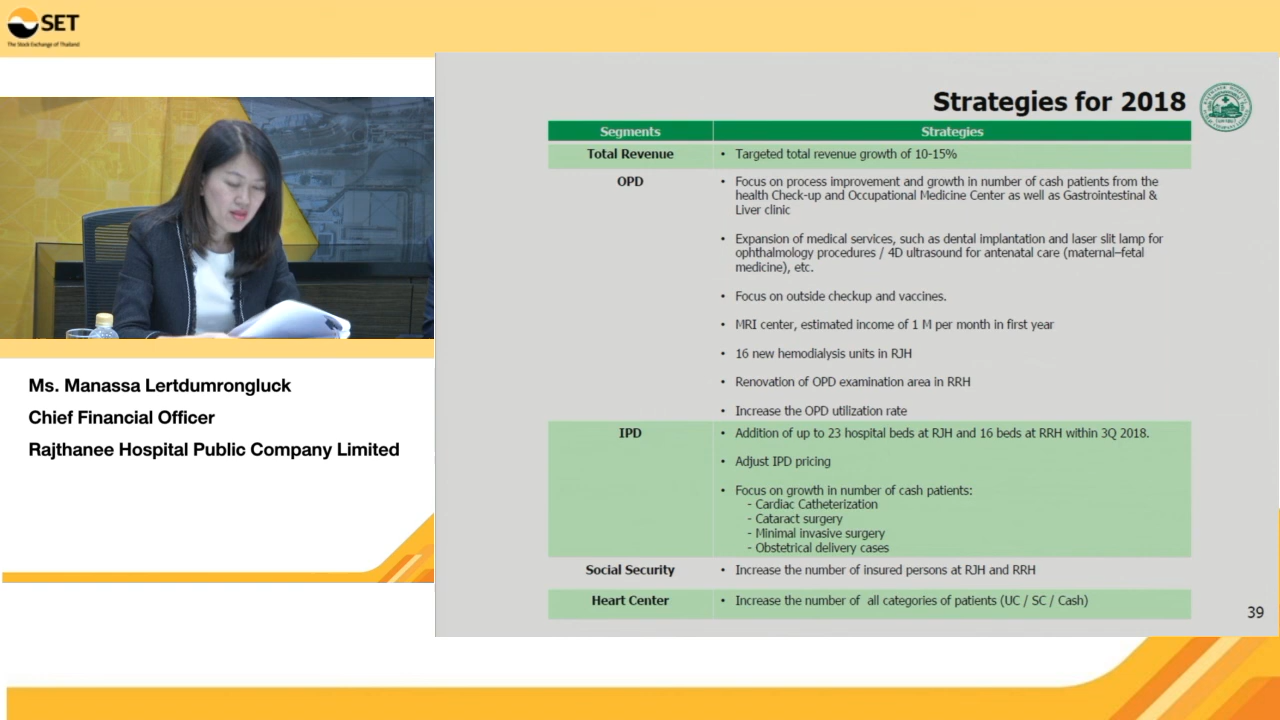 SET
The Stock Exchange of Thailand
Ms. Manassa Lertdumrongluck
Chief Financial Officer
Rajthanee Hospital Public Company Limited
Strategies for 2018
Segments Strategies
Total Revenue • Targeted total revenue growth of 10-15%
OPD • Focus on process improvement and growth in number of cash patients from the
health Check-up and Occupational Medicine Center as well as Gastrointestinal &
Liver clinic
• Expansion of medical services, such as dental implantation and laser slit lamp for
ophthalmology procedures / 4D ultrasound for antenatal care (maternal–fetal
medicine), etc.
• Focus on outside checkup and vaccines.
• MRI center, estimated income of 1 M per month in first year
• 16 new hemodialysis units in RJH
• Renovation of OPD examination area in RRH
• Increase the OPD utilization rate
IPD • Addition of up to 23 hospital beds at RJH and 16 beds at RRH within 3Q 2018.
• Adjust IPD pricing
• Focus on growth in number of cash patients:
- Cardiac Catheterization
- Cataract surgery
- Minimal invasive surgery
- Obstetrical delivery cases
Social Security • Increase the number of insured persons at RJH and RRH
Heart Center • Increase the number of all categories of patients (UC / SC / Cash)
39